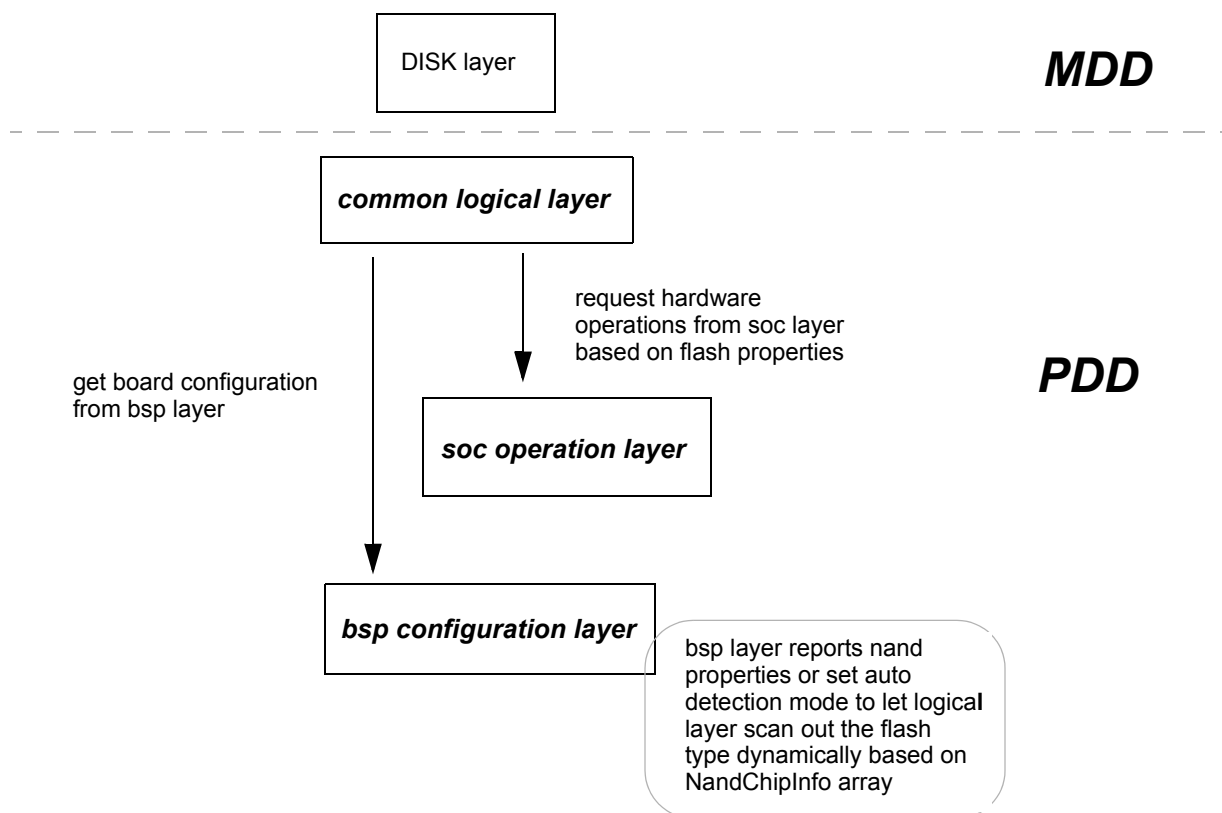 DISK layer
MDD
common logical layer
request hardware
operations from soc layer
based on flash properties
PDD
get board configuration
from bsp layer
soc operation layer
bsp configuration layer
bsp layer reports nand
properties or set auto
detection mode to let logical
layer scan out the flash
type dynamically based on
NandChipInfo array